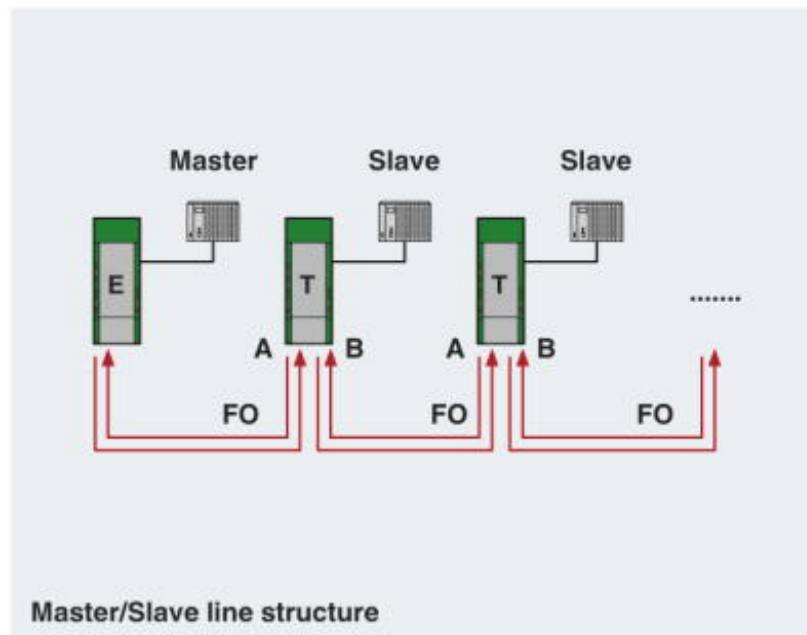 Master Slave Slave
E T T
.......
A B A B
FO FO FO
Master/Slave line structure